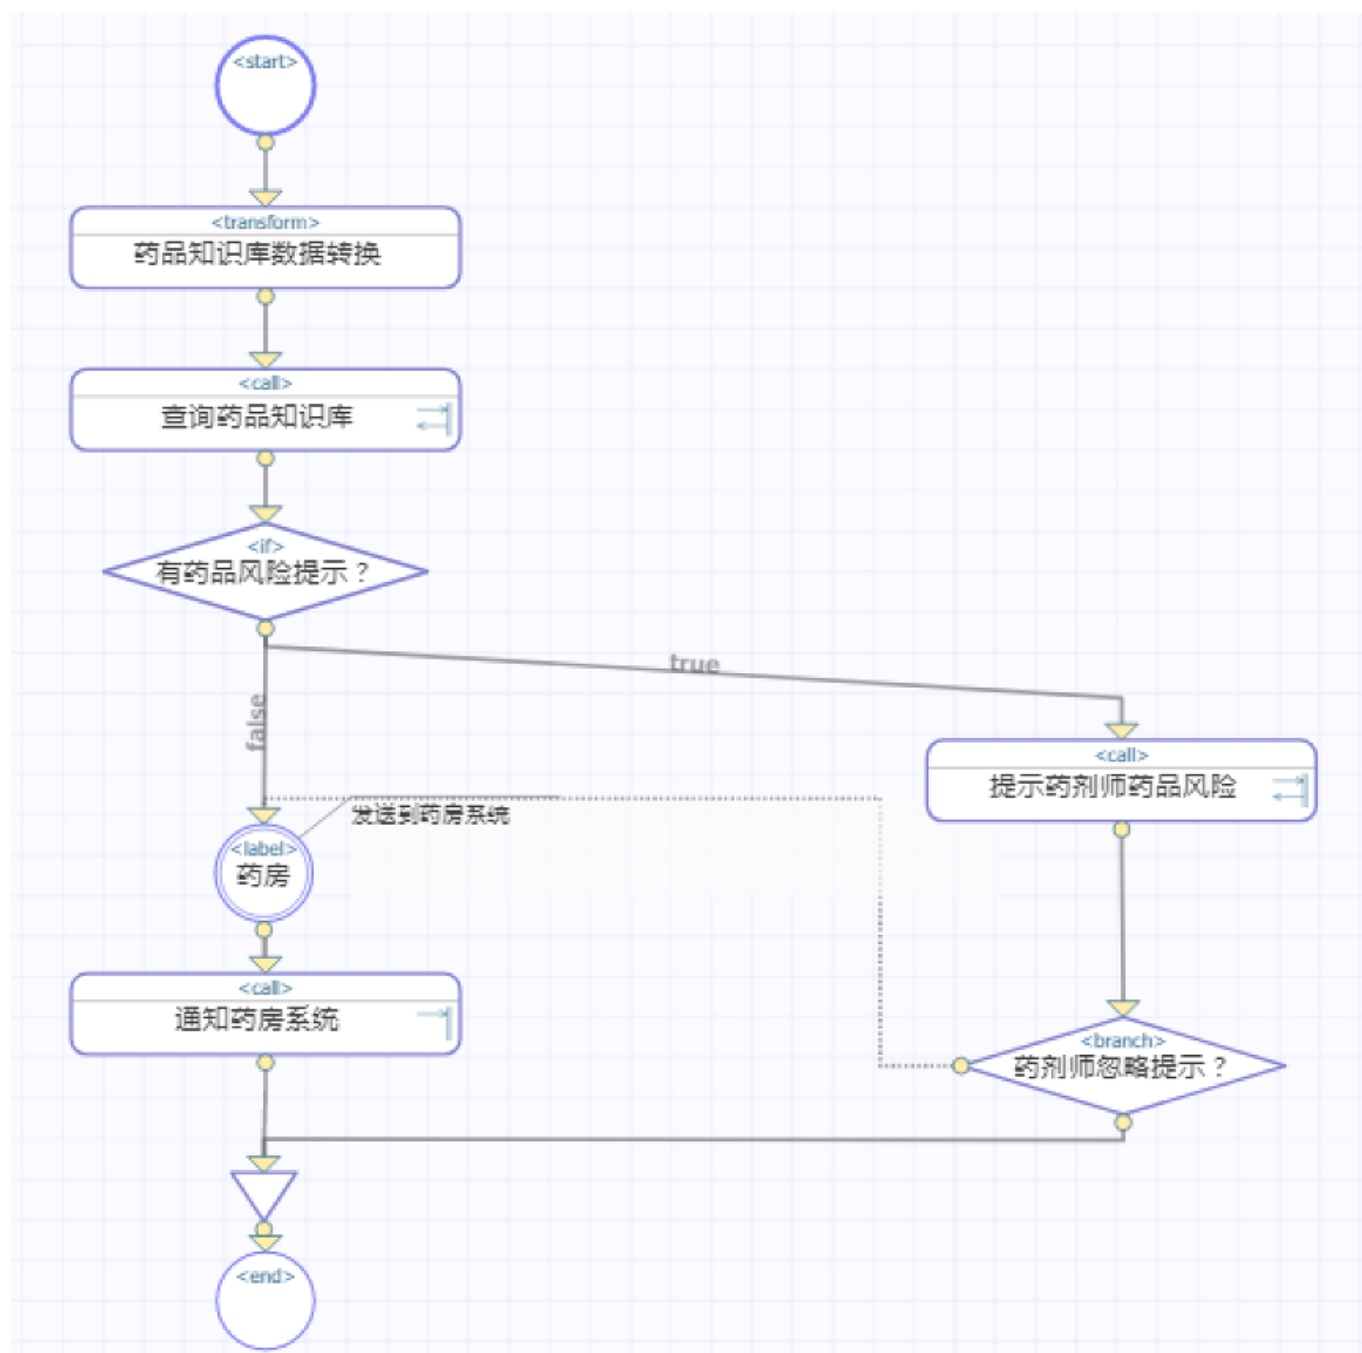 <start>
<transform>
药品知识库数据转换
<call>
查询药品知识库
<if>
有药品风险提示？
true
false
<call>
提示药剂师药品风险
发送到药房系统
<label>
药房
<call>
通知药房系统
<branch>
药剂师忽略提示？
<end>